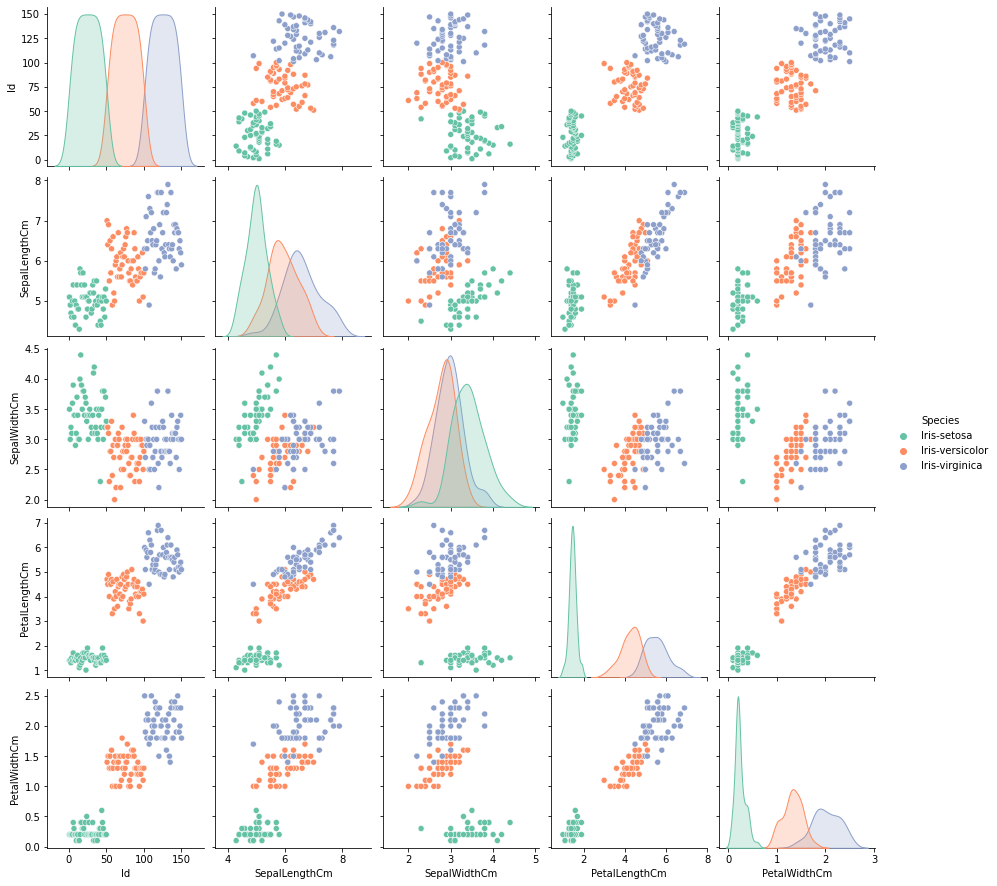 150
125
100
75
50
25
0
Id
8
7
6
5
SepalLengthCm
4.5
4.0
3.5
3.0
2.5
2.0
SepalWidthCm
Species
Iris-setosa
Iris-versicolor
Iris-virginica
7
6
5
4
3
2
1
PetalLengthCm
2.5
2.0
1.5
1.0
0.5
0.0
PetalWidthCm
0 50 100 150 4 6 8 2 3 4 5 2 4 6 8 0 1 2 3
Id SepalLengthCm SepalWidthCm PetalLengthCm PetalWidthCm